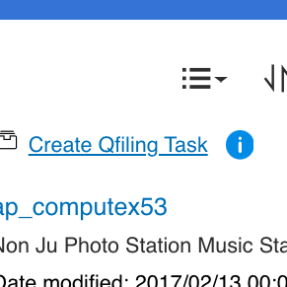 Create Qfiling Task
ap_computex53
Non Ju Photo Station Music Sta
Date modified: 2017/02/13 00:0